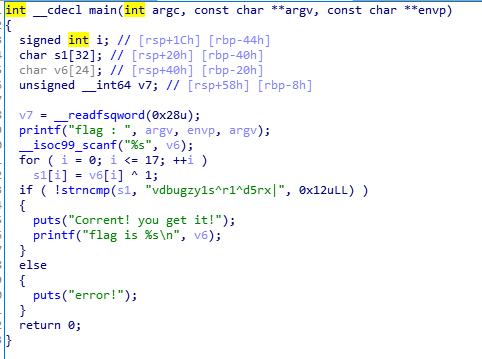 int __cdecl main(int argc, const char **argv, const char **envp)
{
signed int i; // [rsp+1Ch] [rbp-44h]
char s1[32]; // [rsp+20h] [rbp-40h]
char v6[24]; // [rsp+40h] [rbp-20h]
unsigned __int64 v7; // [rsp+58h] [rbp-8h]
v7 = __readfsqword(0x28u);
printf("flag : ", argv, envp, argv);
__isoc99_scanf("%s", v6);
for ( i = 0; i <= 17; ++i )
s1[i] = v6[i] ^ 1;
if ( !strncmp(s1, "vdbugzy1s^r1^d5rx|", 0x12uLL) )
{
puts("Corrent! you get it!");
printf("flag is %s\n", v6);
}
else
{
puts("error!");
}
return 0;
}